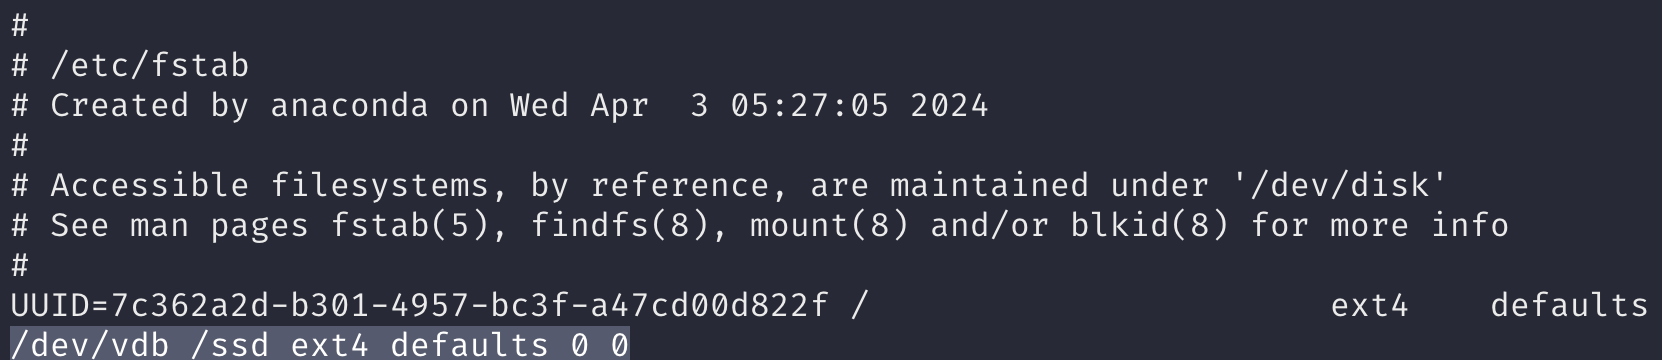 #
# /etc/fstab
# Created by anaconda on Wed Apr  3 05:27:05 2024
#
# Accessible filesystems, by reference, are maintained under '/dev/disk'
# See man pages fstab(5), findfs(8), mount(8) and/or blkid(8) for more info
#
UUID=7c362a2d-b301-4957-bc3f-a47cd00d822f /                       ext4    defaults
/dev/vdb /ssd ext4 defaults 0 0